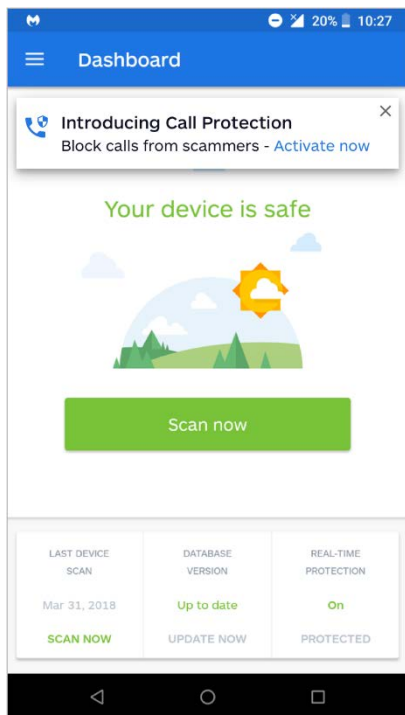 20% 10:27
Dashboard
Introducing Call Protection
Block calls from scammers - Activate now
Your device is safe
Scan now
LAST DEVICE
SCAN
Mar 31, 2018
SCAN NOW
DATABASE
VERSION
Up to date
UPDATE NOW
REAL-TIME
PROTECTION
On
PROTECTED